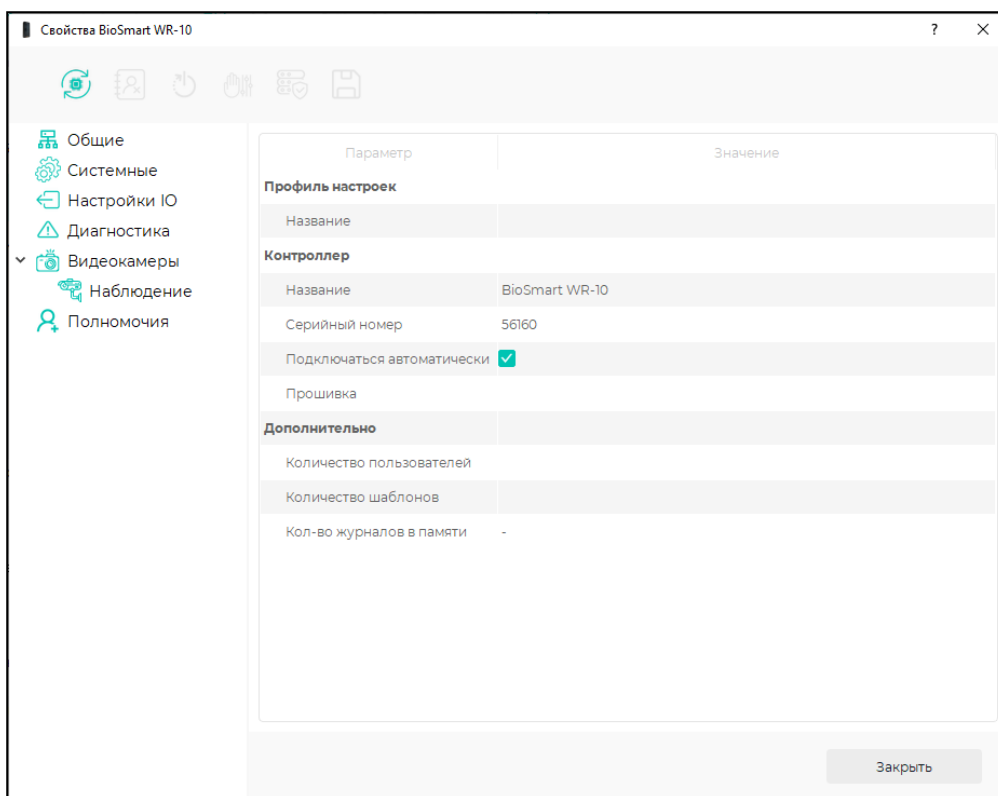 Свойства BioSmart WR-10
?
Общие
Системные
Настройки IO
Диагностика
Видеокамеры
Наблюдение
Полномочия
Параметр Значение
Профиль настроек
Название
Контроллер
Название BioSmart WR-10
Серийный номер 56160
Подключаться автоматически
Прошивка
Дополнительно
Количество пользователей
Количество шаблонов
Кол-во журналов в памяти -
Закрыть